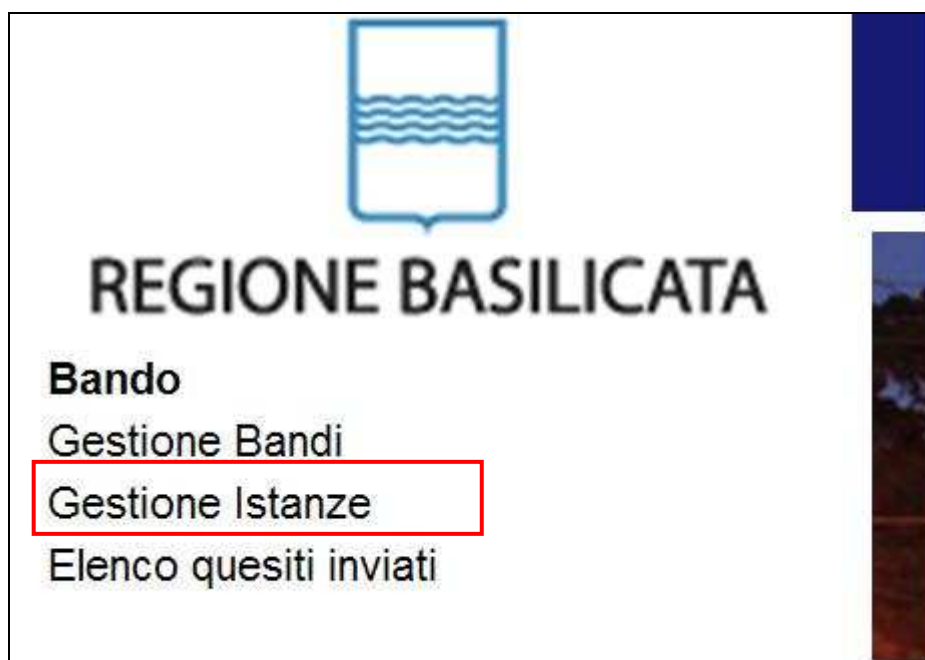 REGIONE BASILICATA
Bando
Gestione Bandi
Gestione Istanze
Elenco quesiti inviati